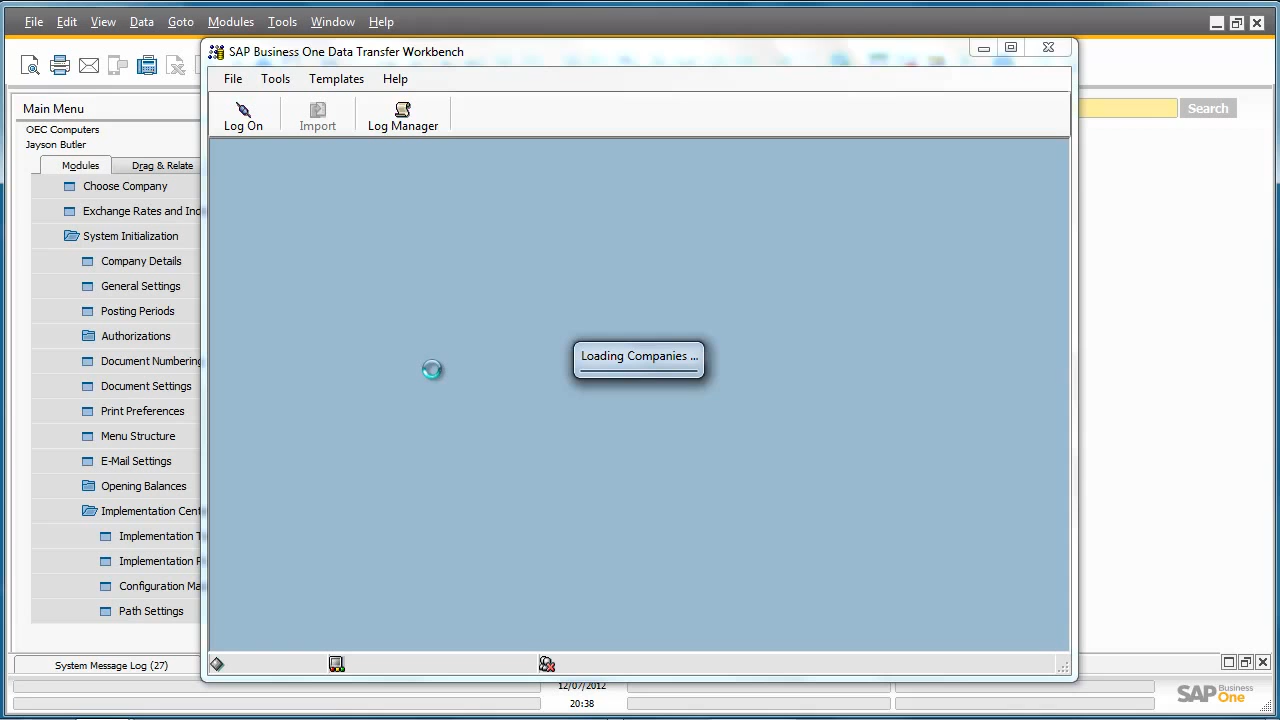 File Edit View Data Goto Modules Tools Window Help
SAP Business One Data Transfer Workbench
File Tools Templates Help
Log On Import Log Manager
Search
Main Menu
OEC Computers
Jayson Butler
Modules Drag & Relate
Choose Company
Exchange Rates and Ind
System Initialization
Company Details
General Settings
Posting Periods
Authorizations
Document Numbering
Document Settings
Print Preferences
Menu Structure
E-Mail Settings
Opening Balances
Implementation Cent
Implementation T
Implementation P
Configuration Ma
Path Settings
Loading Companies ...
System Message Log (27)
12/07/2012
20:38
SAP Business One